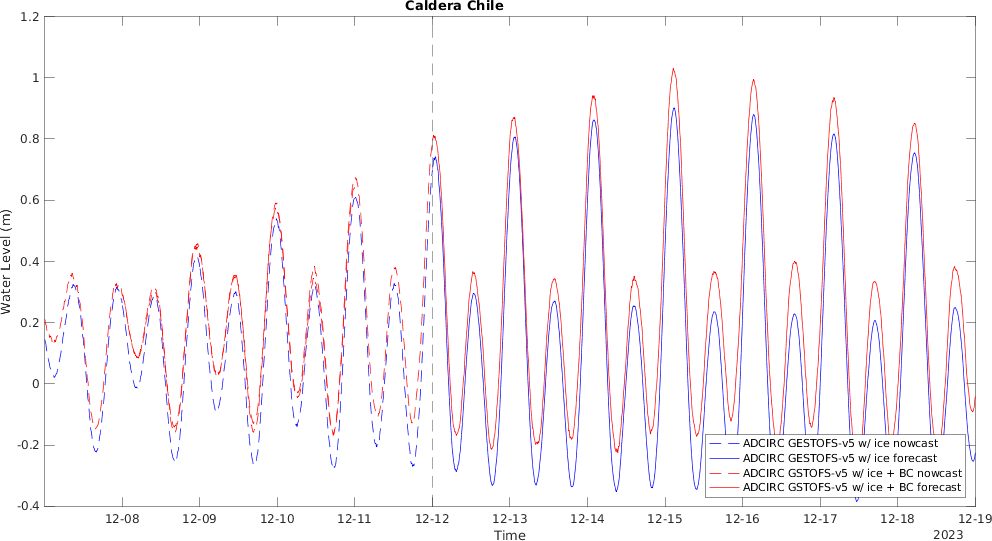 Caldera Chile
1.2
1
0.8
0.6
0.4
0.2
0
-0.2
-0.4
Water Level (m)
12-08 12-09 12-10 12-11 12-12 12-13 12-14 12-15 12-16 12-17 12-18 12-19
Time
2023
ADCIRC GESTOFS-v5 w/ ice nowcast
ADCIRC GESTOFS-v5 w/ ice forecast
ADCIRC GSTOFS-v5 w/ ice + BC nowcast
ADCIRC GSTOFS-v5 w/ ice + BC forecast